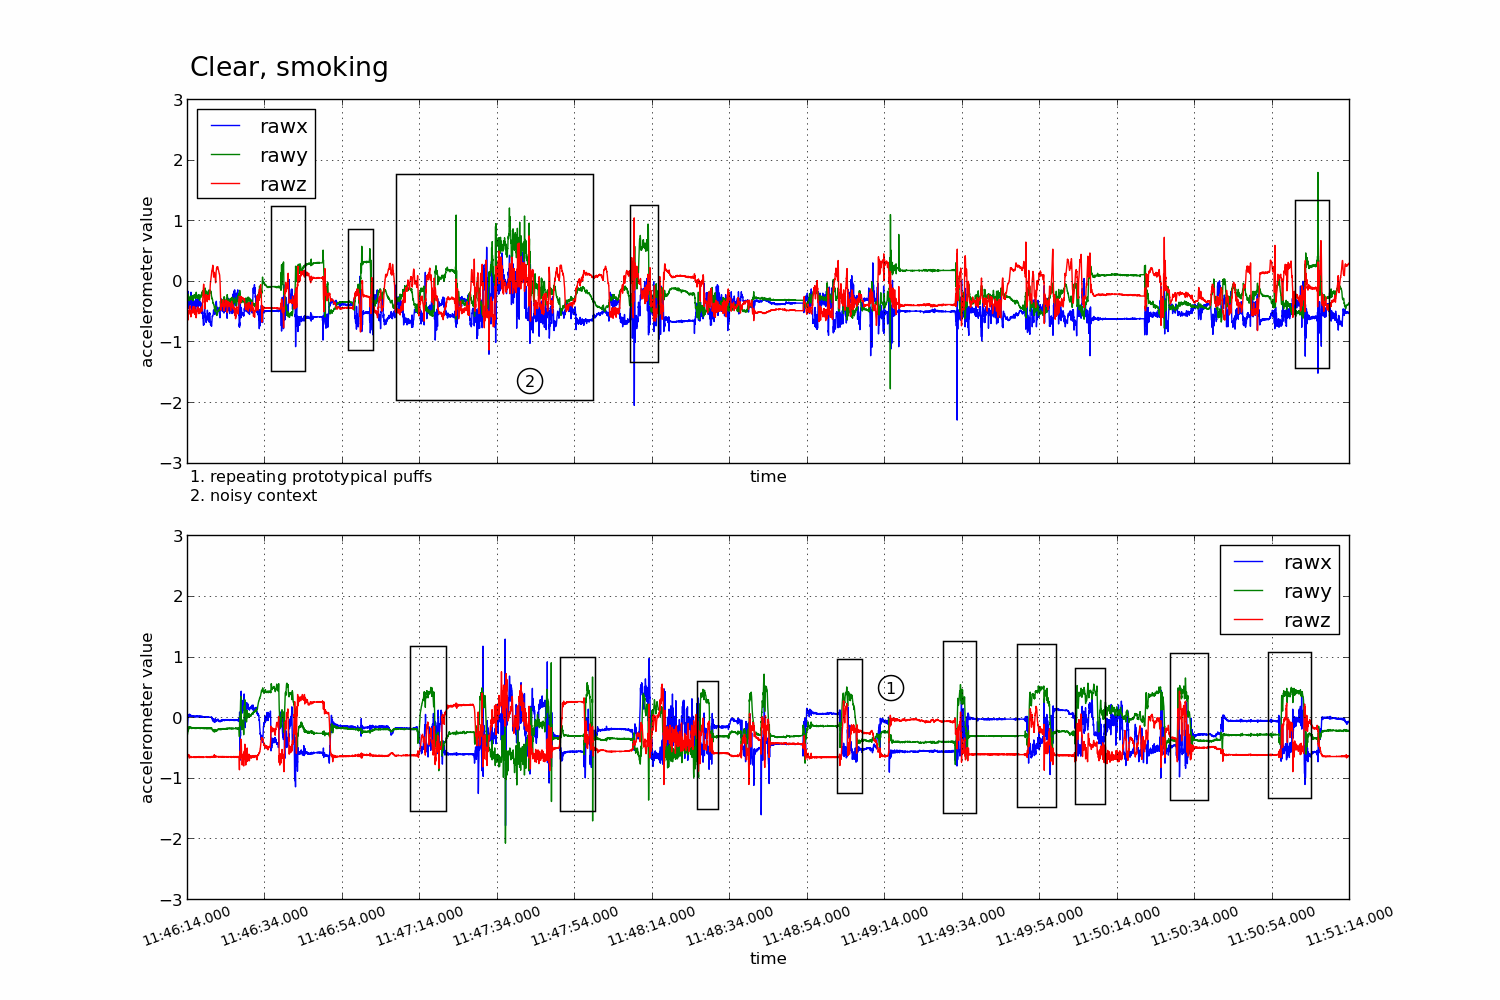 Clear, smoking
3
2
1
0
−1
−2
−3
accelerometer value
rawx
rawy
rawz
2
1. repeating prototypical puffs
2. noisy context
time
3
2
1
0
−1
−2
−3
accelerometer value
rawx
rawy
rawz
1
11:46:14.000
11:46:34.000
11:46:54.000
11:47:14.000
11:47:34.000
11:47:54.000
11:48:14.000
11:48:34.000
11:48:54.000
11:49:14.000
11:49:34.000
11:49:54.000
11:50:14.000
11:50:34.000
11:50:54.000
11:51:14.000
time